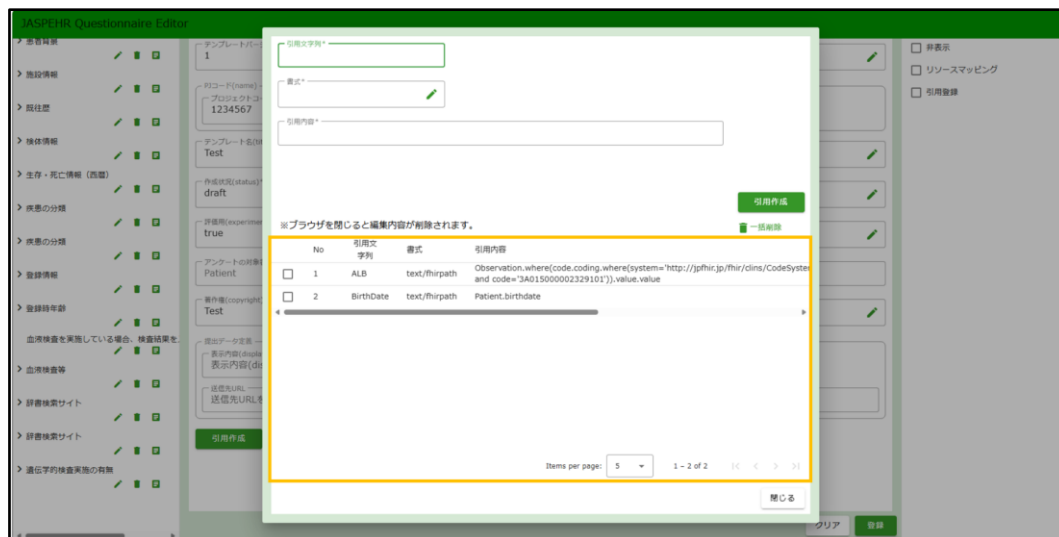 JASPEHR Questionnaire Editor
患者背景
施設情報
既往歴
検体情報
生存・死亡情報（西暦）
疾患の分類
疾患の分類
登録情報
登録時年齢
血液検査を実施している場合、検査結果を
血液検査等
辞書検索サイト
辞書検索サイト
遺伝学的検査実施の有無
テンプレートバー
1
PJコード(name)
プロジェクトコー
1234567
テンプレート名(tit
Test
作成状況(status)*
draft
評価用(experimen
true
アンケートの対象
Patient
著作権(copyright)
Test
提出データ定義
表示内容(displa
表示内容(dis
送信先URL
送信先URLを
引用作成
引用文字列*
書式*
引用内容*
引用作成
※ブラウザを閉じると編集内容が削除されます。
一括削除
No 引用文字列 書式 引用内容
1 ALB text/fhirpath Observation.where(code.coding.where(system='http://jpfhir.jp/fhir/clins/CodeSyster
and code='3A015000002329101')).value.value
2 BirthDate text/fhirpath Patient.birthdate
Items per page: 5 1 – 2 of 2
閉じる
非表示
リソースマッピング
引用登録
クリア 登録